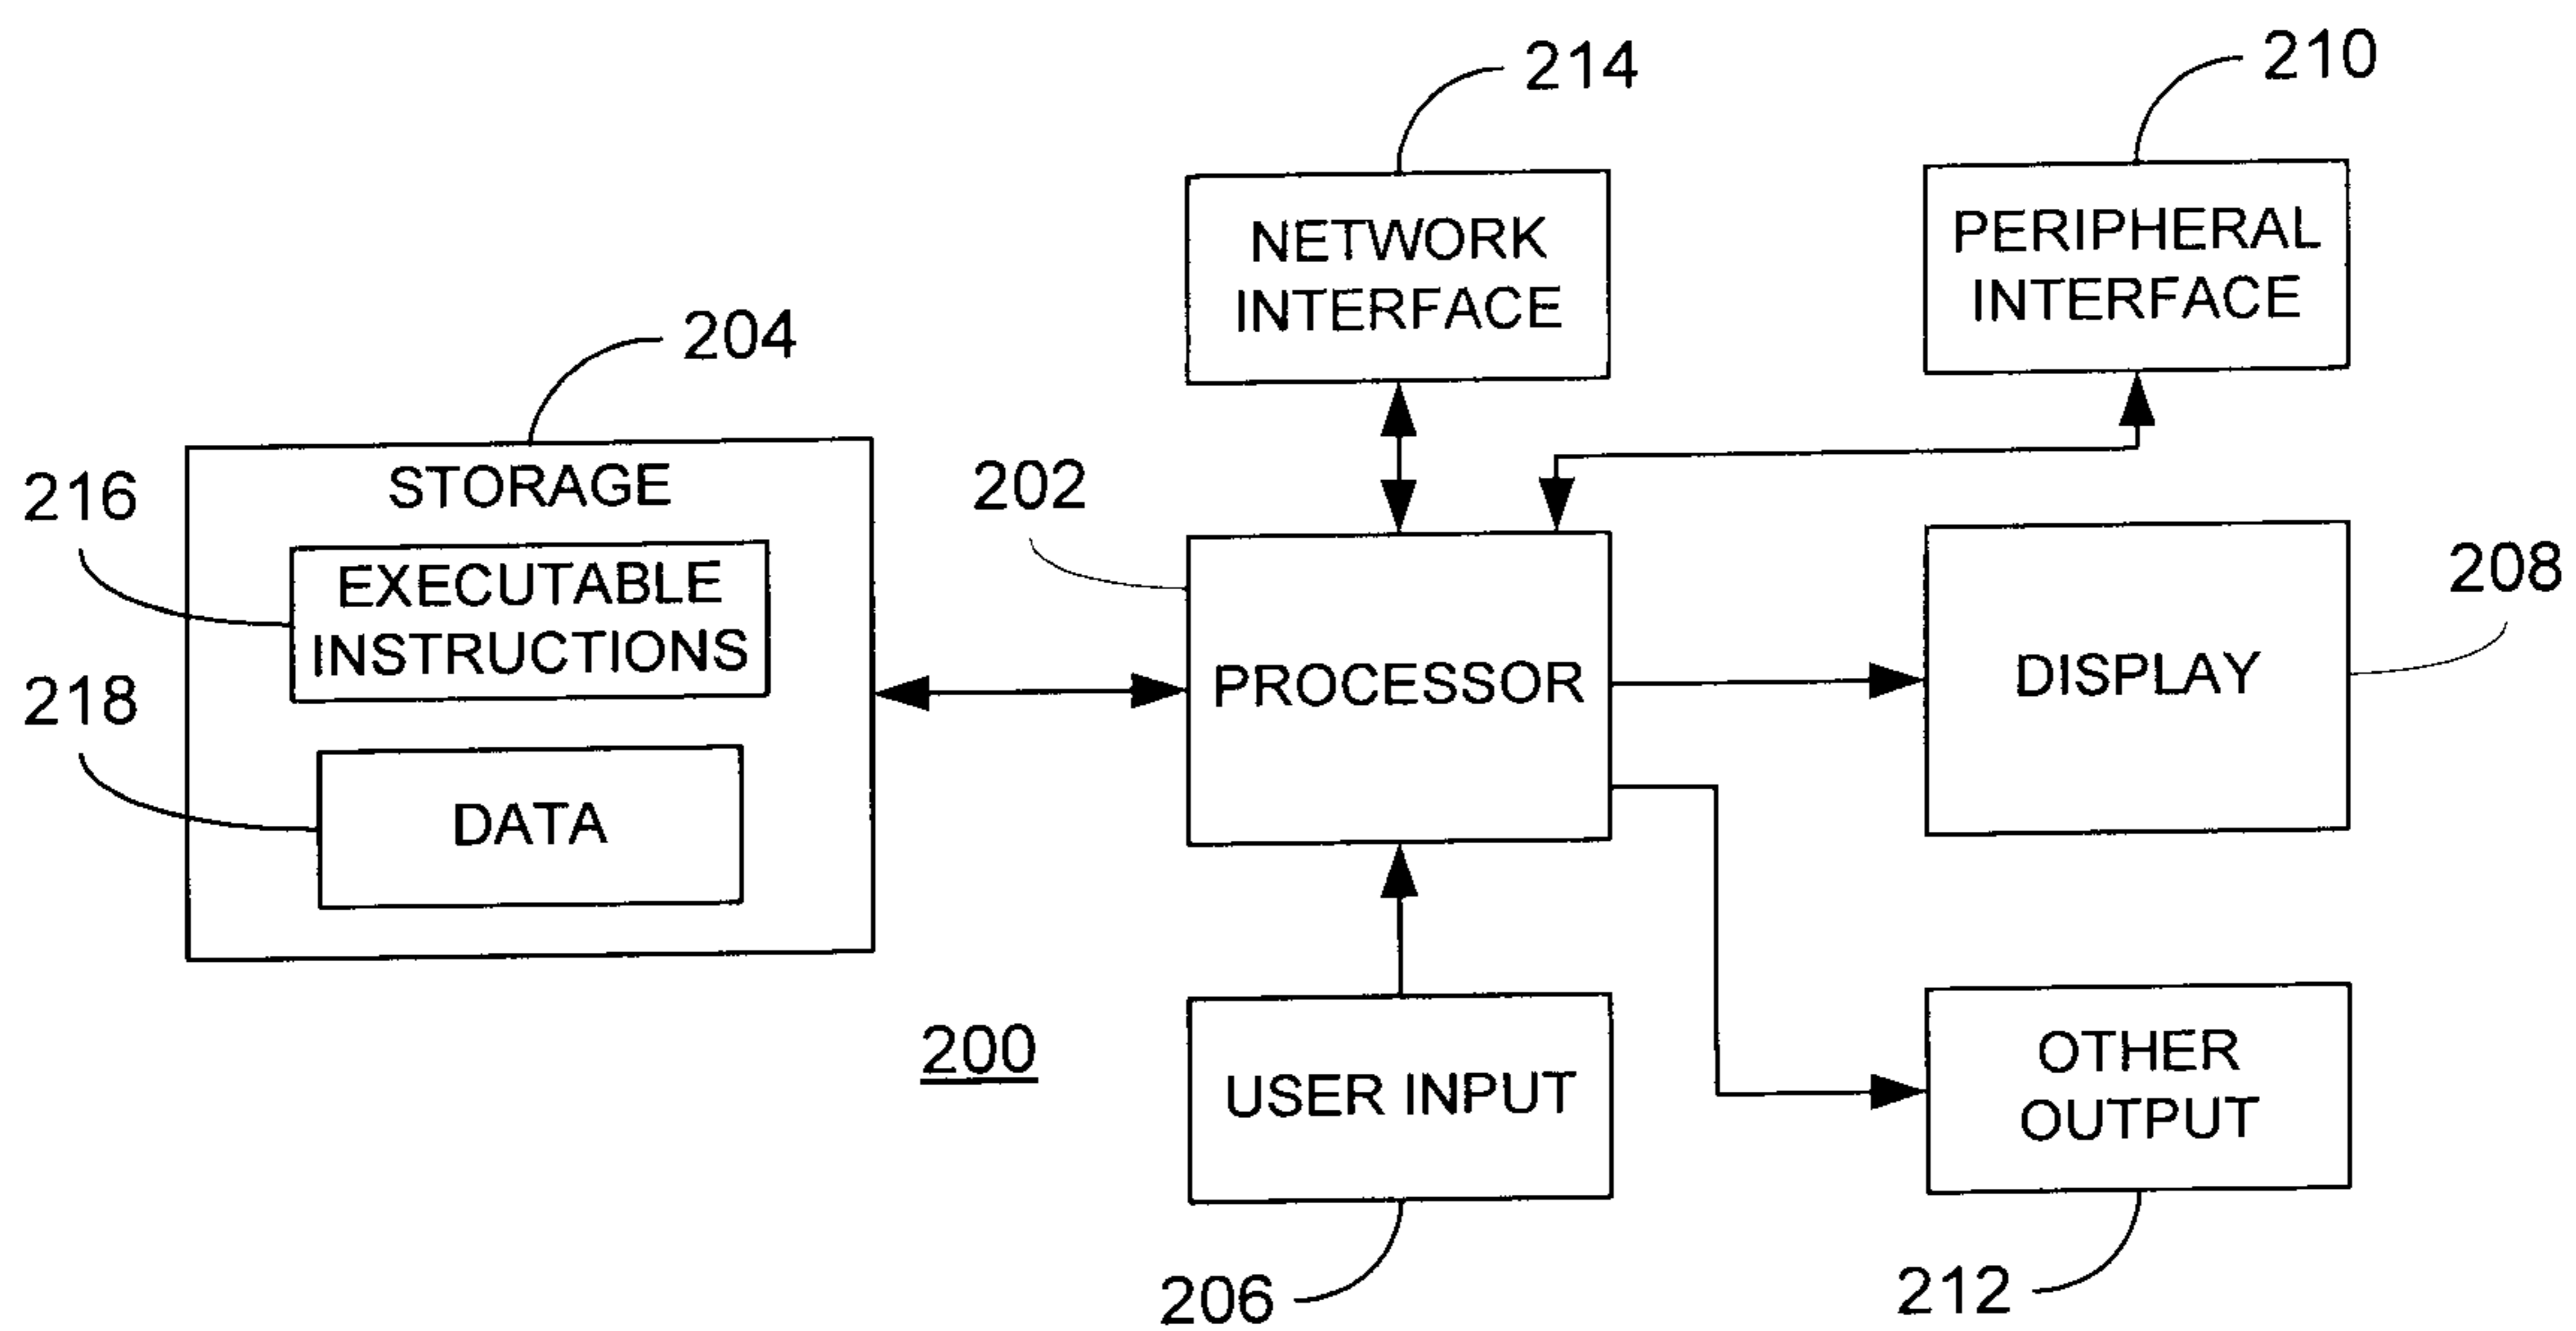 214
210
NETWORK
INTERFACE
PERIPHERAL
INTERFACE
204
STORAGE
216
EXECUTABLE
INSTRUCTIONS
218
DATA
202
PROCESSOR
DISPLAY
208
200
USER INPUT
OTHER
OUTPUT
206
212